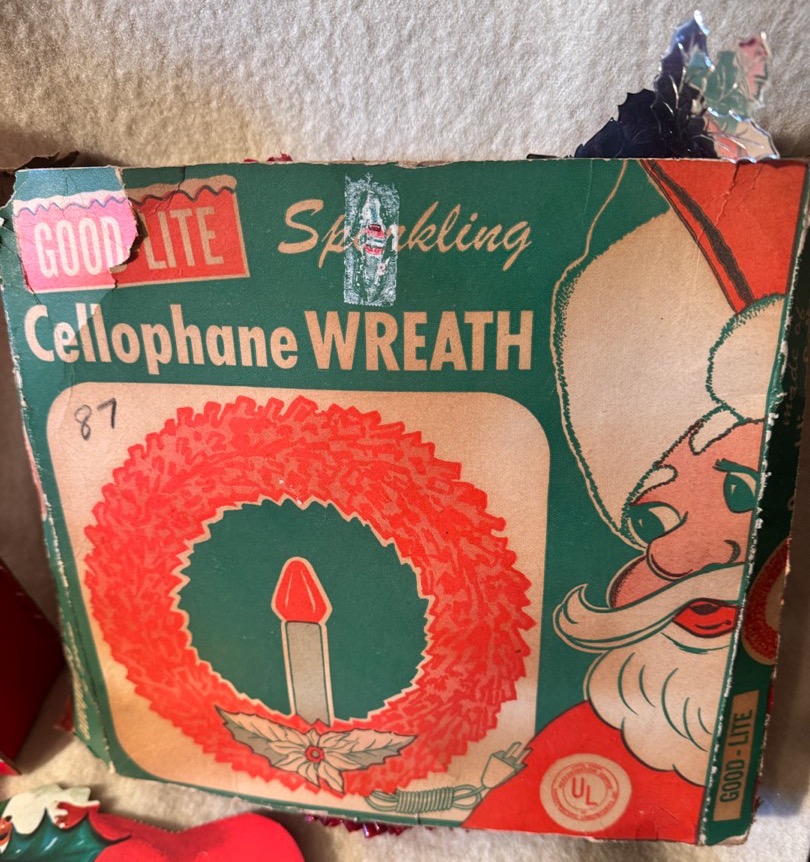 GOOD-LITE
Sparkling
Cellophane WREATH
87
UL
GOOD-LITE